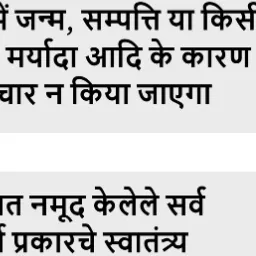 में जन्म, सम्पत्ति या किसी
मर्यादा आदि के कारण
चार न किया जाएगा
नमूद केलेले सर्व
प्रकारचे स्वातंत्र्य